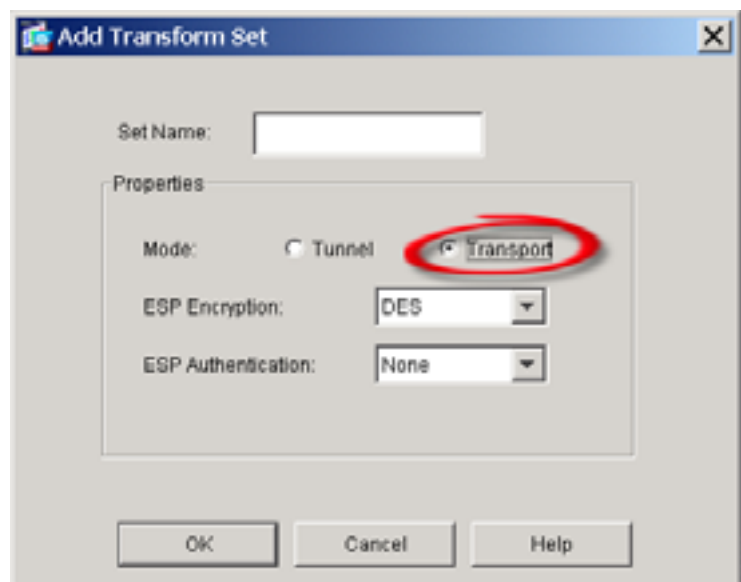 Add Transform Set
Set Name:
Properties
Mode: Tunnel Transport
ESP Encryption: DES
ESP Authentication: None
OK Cancel Help